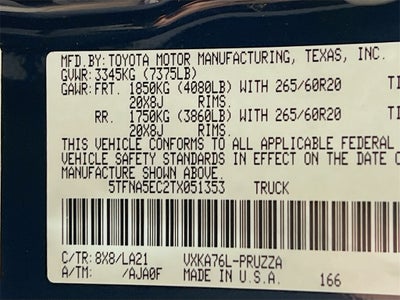 MFD.BY: TOYOTA MOTOR MANUFACTURING, TEXAS, INC.
GVWR: 3345KG (7375LB)
GAWR: FRT. 1850KG (4080LB) WITH 265/60R20 TI
20X8J RIMS.
RR. 1750KG (3860LB) WITH 265/60R20 TI
20X8J RIMS.
THIS VEHICLE CONFORMS TO ALL APPLICABLE FEDERAL
VEHICLE SAFETY STANDARDS IN EFFECT ON THE DATE O
MANUFACTURE SHOWN ABOVE.
5TFNA5EC2TX051353 TRUCK
C/TR: 8X8/LA21 VXKA76L-PRUZZA
A/TM: /AJA0F MADE IN U.S.A. 166